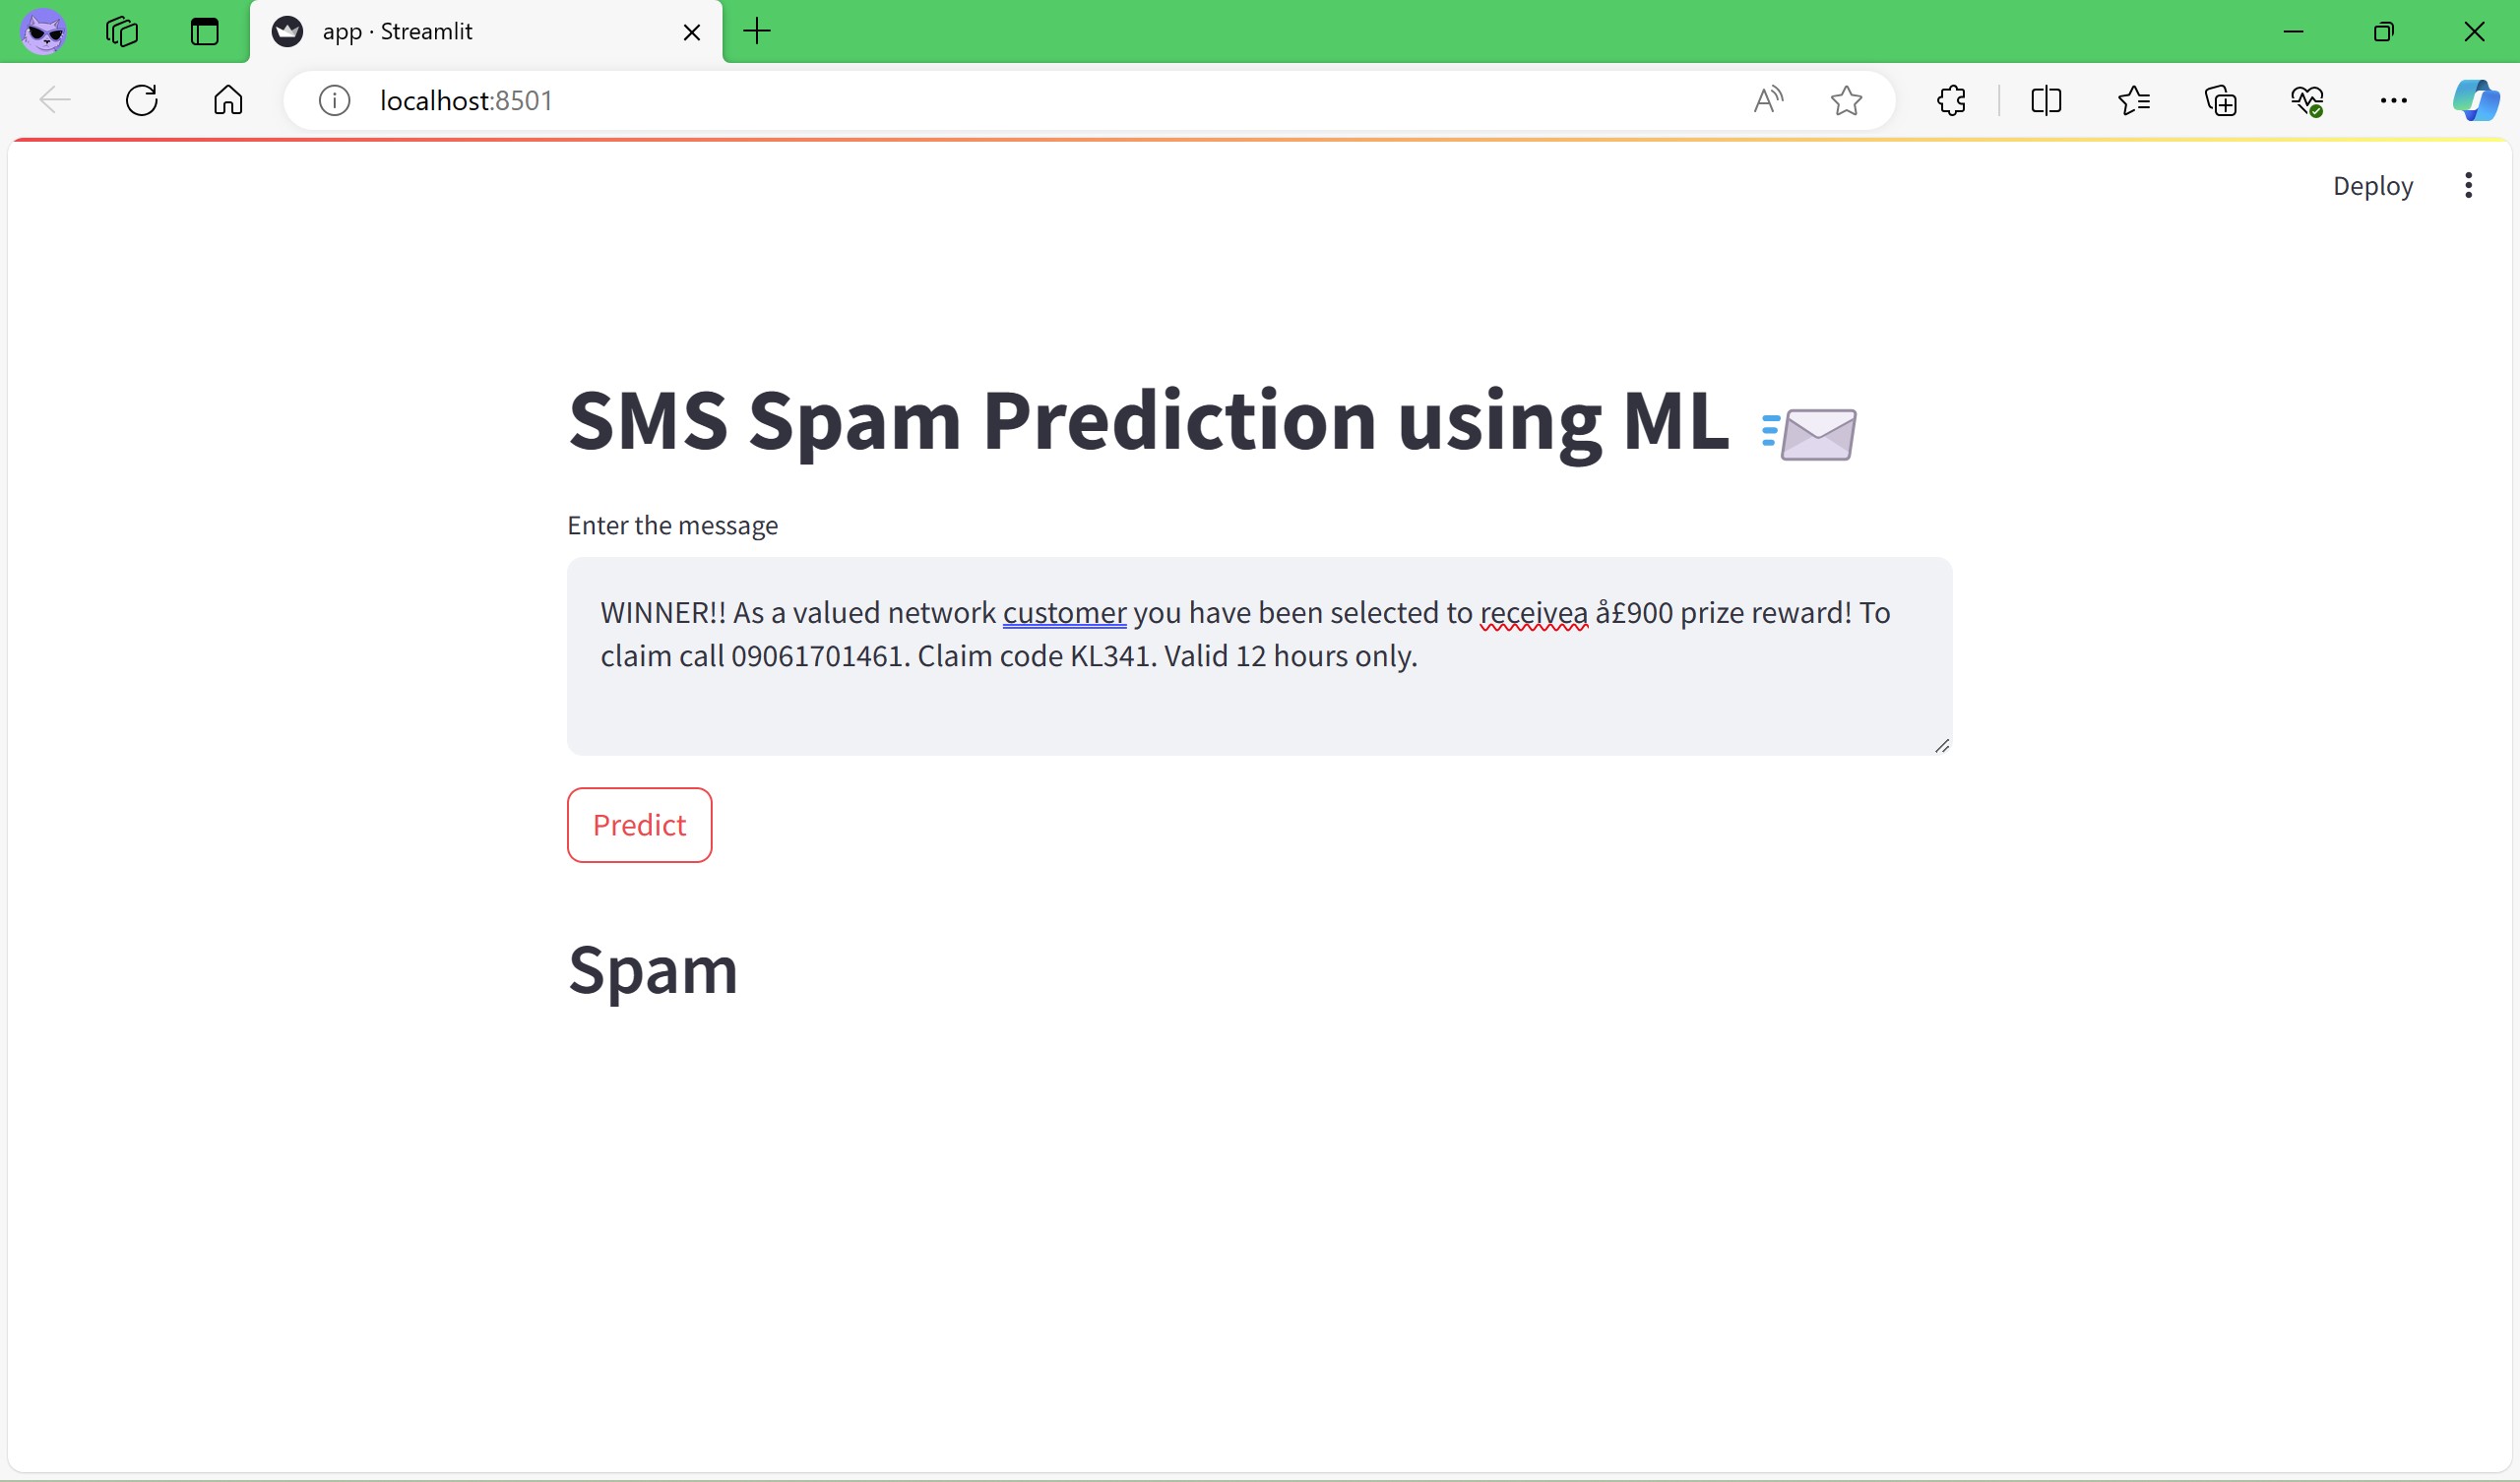 app · Streamlit
localhost:8501
Deploy
SMS Spam Prediction using ML
Enter the message
WINNER!! As a valued network customer you have been selected to receivea å£900 prize reward! To
claim call 09061701461. Claim code KL341. Valid 12 hours only.
Predict
Spam